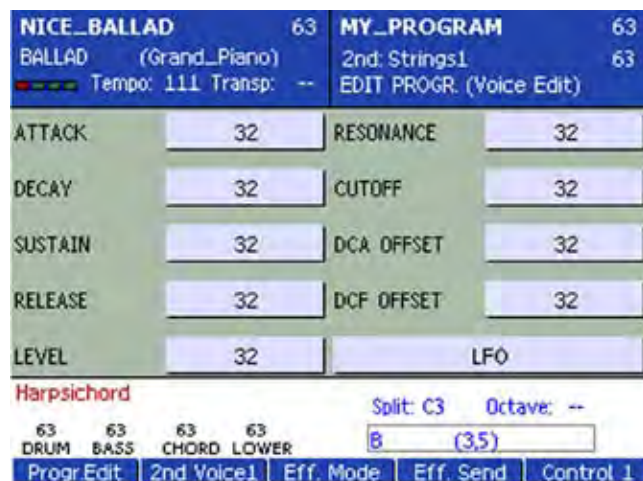 NICE_BALLAD 63 MY_PROGRAM 63
BALLAD (Grand_Piano) 2nd: Strings1 63
Tempo: 111 Transp: -- EDIT PROGR. (Voice Edit)
ATTACK 32 RESONANCE 32
DECAY 32 CUTOFF 32
SUSTAIN 32 DCA OFFSET 32
RELEASE 32 DCF OFFSET 32
LEVEL 32 LFO
Harpsichord
Split: C3 Octave: --
63 63 63 63
DRUM BASS CHORD LOWER B (3,5)
Progr.Edit 2nd Voice1 Eff. Mode Eff. Send Control 1